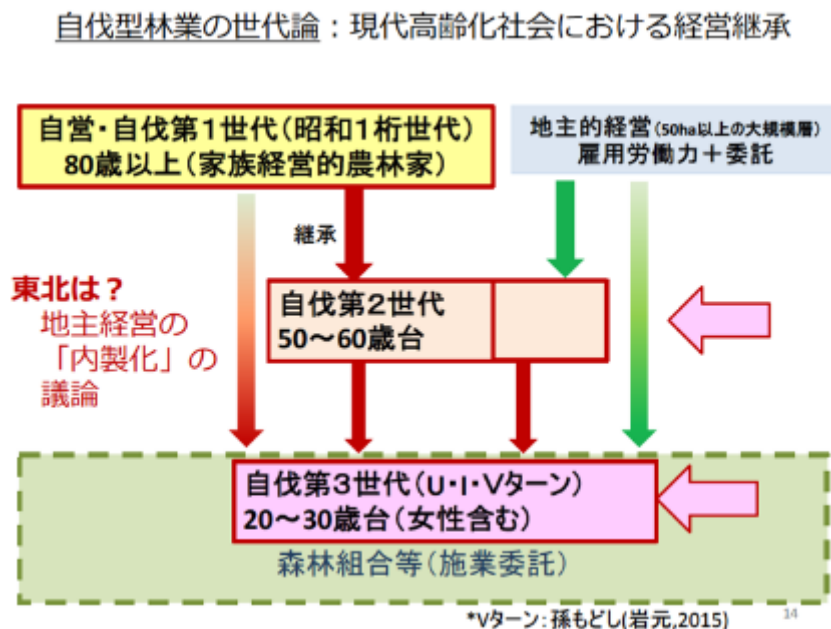 自伐型林業の世代論：現代高齢化社会における経営継承
自営・自伐第１世代（昭和１桁世代）
80歳以上（家族経営的農林家）
地主的経営（50ha以上の大規模層）
雇用労働力＋委託
継承
東北は？
地主経営の
「内製化」の
議論
自伐第２世代
50～60歳台
自伐第３世代（U・I・Vターン）
20～30歳台（女性含む）
森林組合等（施業委託）
*Vターン：孫もどし(岩元,2015)
14